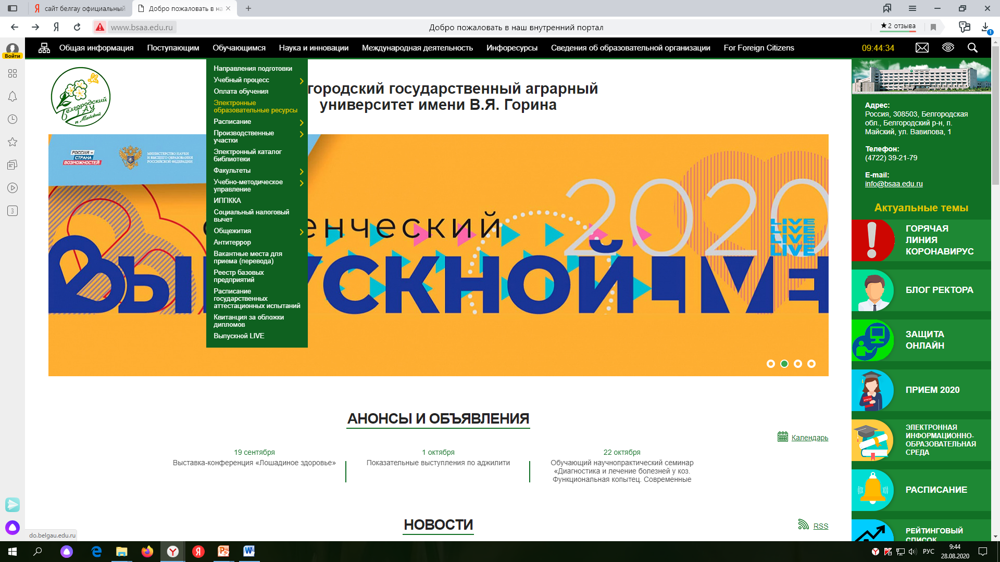 сайт белгау официальный
Добро пожаловать в на
www.bsaa.edu.ru
Добро пожаловать в наш внутренний портал
★2 отзыва
1
Войти
Общая информация
Поступающим
Обучающимся
Наука и инновации
Международная деятельность
Инфоресурсы
Сведения об образовательной организации
For Foreign Citizens
09:44:34
3
Белгородский
ГАУ
п. Майский
городский государственный аграрный
университет имени В.Я. Горина
Направления подготовки
Учебный процесс
Оплата обучения
Электронные
образовательные ресурсы
Расписание
Производственные
участки
Электронный каталог
библиотеки
Факультеты
Учебно-методическое
управление
ИППККА
Социальный налоговый
вычет
Общежития
Антитеррор
Вакантные места для
приема (перевода)
Реестр базовых
предприятий
Расписание
государственных
аттестационных испытаний
Квитанция за обложки
дипломов
Выпускной LIVE
РОССИЯ –
СТРАНА
ВОЗМОЖНОСТЕЙ
МИНИСТЕРСТВО НАУКИ
И ВЫСШЕГО ОБРАЗОВАНИЯ
РОССИЙСКОЙ ФЕДЕРАЦИИ
енческий
2020
LIVE
LIVE
LIVE
LIVE
ВЫ УСКНОЙ LIVE
АНОНСЫ И ОБЪЯВЛЕНИЯ
Календарь
19 сентября
Выставка-конференция «Лошадиное здоровье»
1 октября
Показательные выступления по аджилити
22 октября
Обучающий научнопрактический семинар
«Диагностика и лечение болезней у коз.
Функциональная копытец. Современные
НОВОСТИ
RSS
Адрес:
Россия, 308503, Белгородская
обл., Белгородский р-н, п.
Майский, ул. Вавилова, 1
Телефон:
(4722) 39-21-79
E-mail:
info@bsaa.edu.ru
Актуальные темы
ГОРЯЧАЯ
ЛИНИЯ
КОРОНАВИРУС
БЛОГ РЕКТОРА
ЗАЩИТА
ОНЛАЙН
ПРИЕМ 2020
ЭЛЕКТРОННАЯ
ИНФОРМАЦИОННО-
ОБРАЗОВАТЕЛЬНАЯ
СРЕДА
РАСПИСАНИЕ
РЕЙТИНГОВЫЙ
СПИСОК
do.belgau.edu.ru
РУС
9:44
28.08.2020